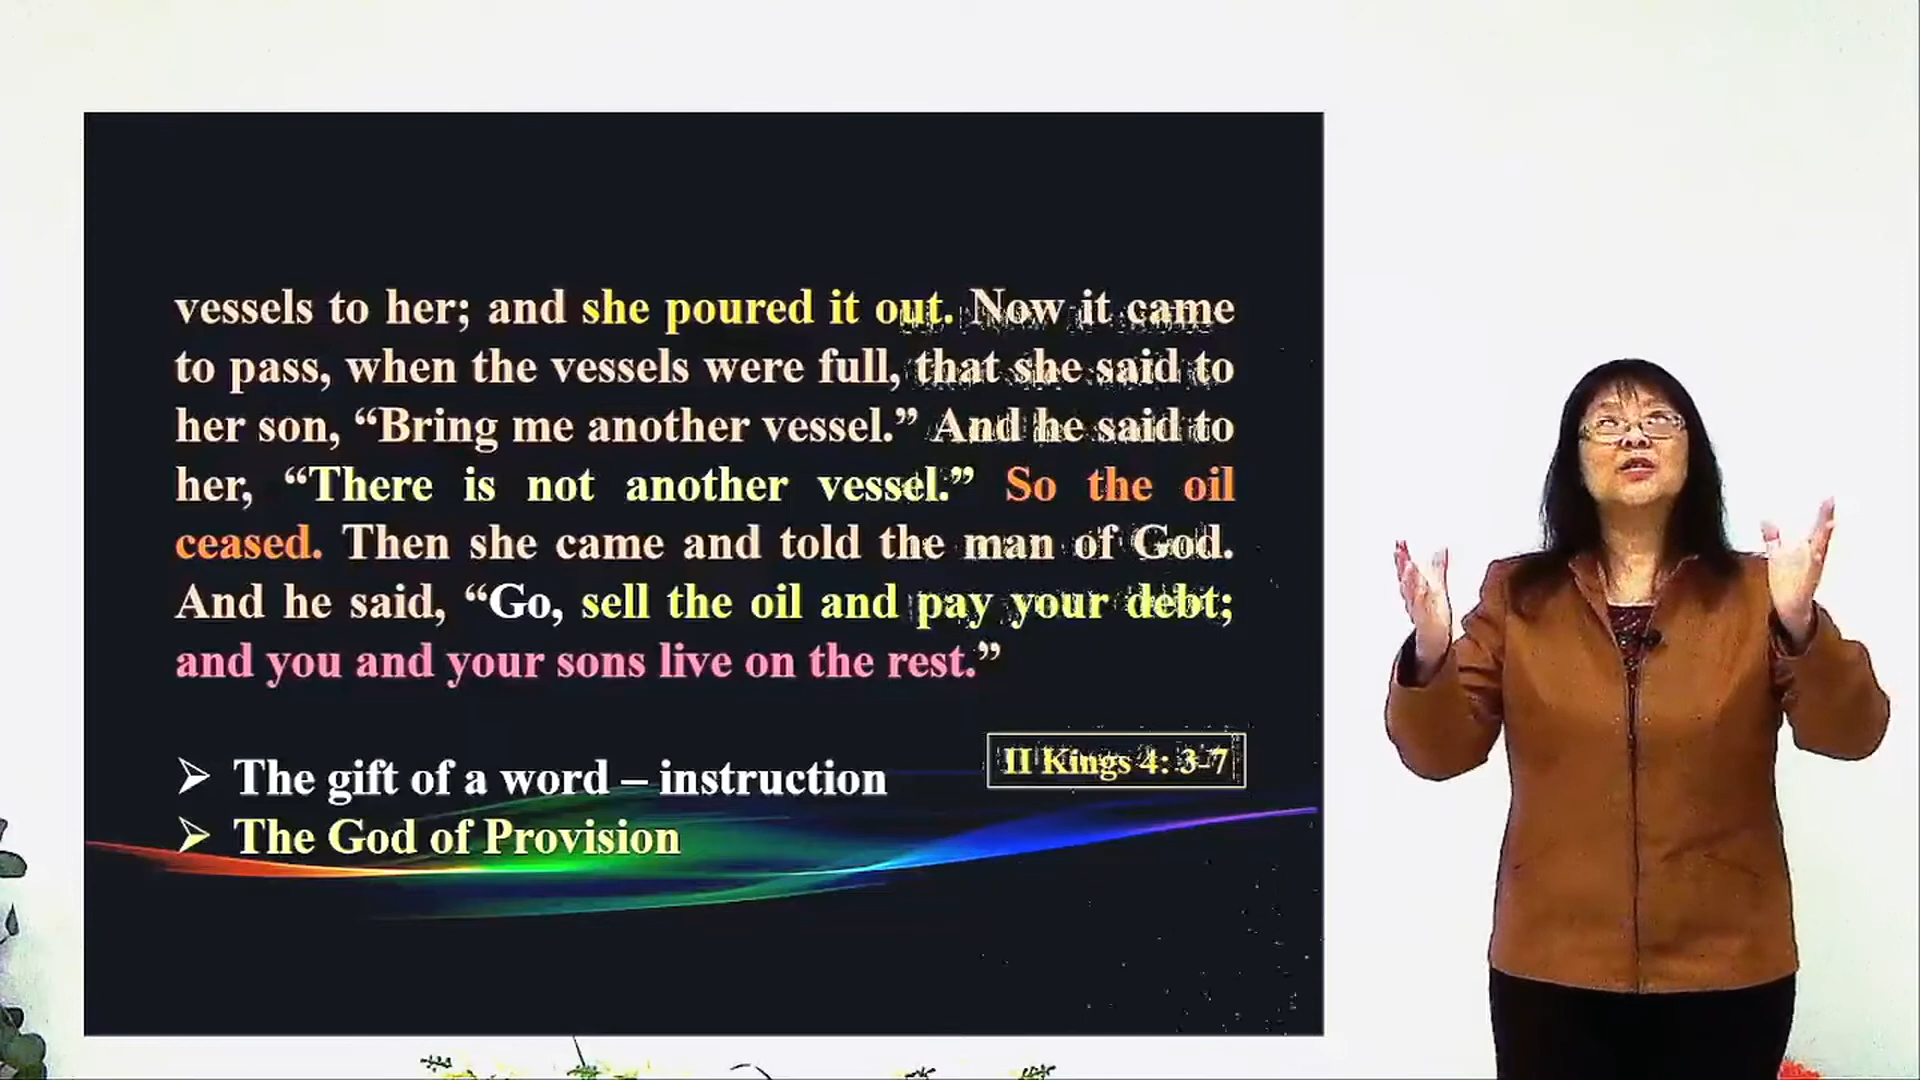 vessels to her; and she poured it out. Now it came
to pass, when the vessels were full, that she said to
her son, “Bring me another vessel.” And he said to
her, “There is not another vessel.” So the oil
ceased. Then she came and told the man of God.
And he said, “Go, sell the oil and pay your debt;
and you and your sons live on the rest.”
II Kings 4: 3-7
➢ The gift of a word – instruction
➢ The God of Provision